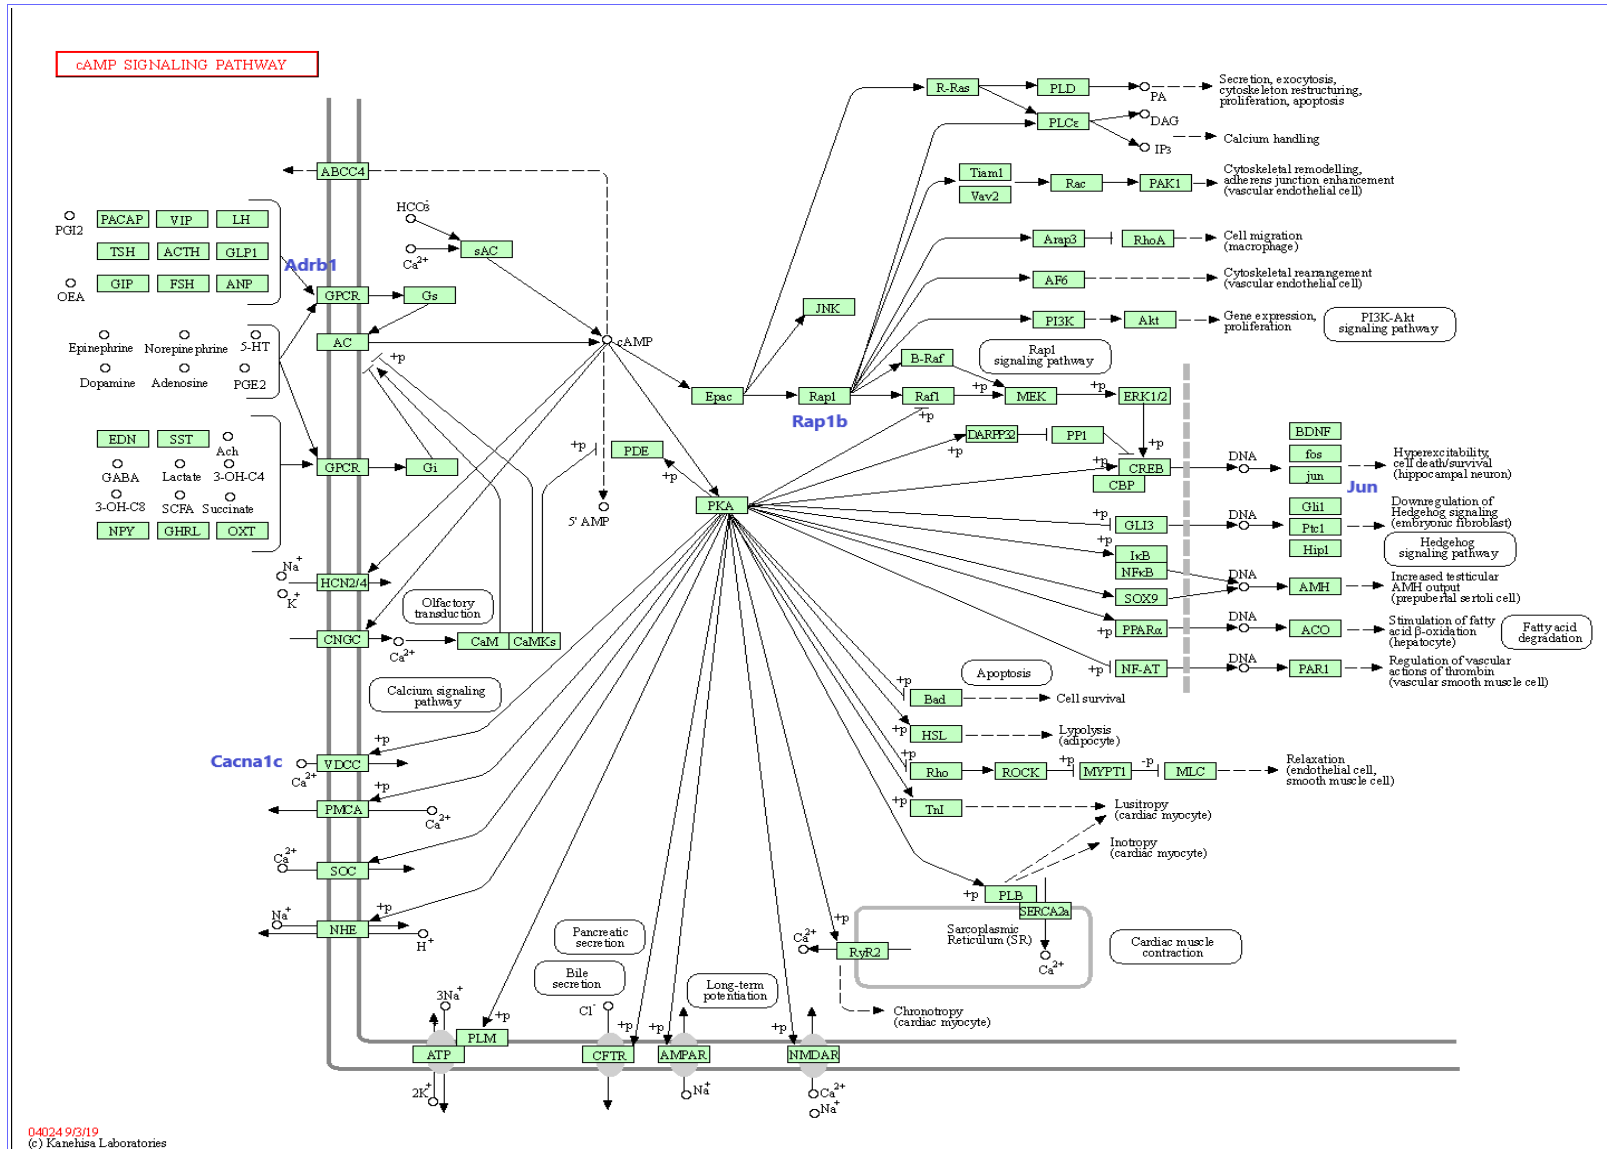 cAMP SIGNALING PATHWAY
R-Ras
PLD
PA
Secretion, exocytosis,
cytoskeleton restructuring,
proliferation, apoptosis
PLCε
DAG
IP3
Calcium handling
ABCC4
Tiam1
Vav2
Rac
PAK1
Cytoskeletal remodelling,
adherens junction enhancement
(vascular endothelial cell)
PGI2
PACAP
VIP
LH
HCO3-
TSH
ACTH
GLP1
Ca2+
sAC
Arap3
RhoA
Cell migration
(macrophage)
Adrb1
OEA
GIP
FSH
ANP
GPCR
Gs
AF6
Cytoskeletal rearrangement
(vascular endothelial cell)
JNK
PI3K
Akt
Gene expression,
proliferation
PI3K-Akt
signaling pathway
Epinephrine
Norepinephrine
5-HT
AC
cAMP
+p
Dopamine
Adenosine
PGE2
B-Raf
Rap1
signaling pathway
Epac
Rap1
Raf1
+p
MEK
+p
ERK1/2
Rap1b
+p
EDN
SST
Ach
GABA
Lactate
3-OH-C4
3-OH-C8
SCFA
Succinate
NPY
GHRL
OXT
GPCR
Gi
+p
PDE
+p
DARPP32
+p
PP1
+p
CREB
CBP
DNA
BDNF
fos
jun
Jun
Hyperexcitability,
cell death/survival
(hippocampal neuron)
5' AMP
PKA
+p
GLI3
DNA
Gli1
Ptc1
Hip1
Downregulation of
Hedgehog signaling
(embryonic fibroblast)
Hedgehog
signaling pathway
+p
IκB
NFκB
DNA
AMH
Increased testticular
AMH output
(prepubertal sertoli cell)
+p
SOX9
Na+
K+
HCN2/4
Olfactory
transduction
CNGC
Ca2+
CaM
CaMKs
+p
PPARα
DNA
ACO
Stimulation of fatty
acid β-oxidation
(hepatocyte)
Fatty acid
degradation
+p
NF-AT
DNA
PAR1
Regulation of vascular
actions of thrombin
(vascular smooth muscle cell)
Calcium signaling
pathway
Apoptosis
+p
Bad
Cell survival
+p
HSL
Lypolysis
(adipocyte)
Cacna1c
Ca2+
VDCC
+p
+p
Rho
ROCK
+p
MYPT1
-p
MLC
Relaxation
(endothelial cell,
smooth muscle cell)
PMCA
+p
Ca2+
+p
TnI
Lusitropy
(cardiac myocyte)
Inotropy
(cardiac myocyte)
Ca2+
SOC
+p
PLB
SERCA2a
Na+
NHE
+p
H+
Pancreatic
secretion
Bile
secretion
Long-term
potentiation
+p
Ca2+
RyR2
Sarcoplasmic
Reticulum (SR)
Ca2+
Cardiac muscle
contraction
Chronotropy
(cardiac myocyte)
3Na+
+p
PLM
ATP
2K+
Cl-
+p
CFTR
+p
AMPAR
Na+
+p
NMDAR
Ca2+
Na+
04024 9/3/19
(c) Kanehisa Laboratories